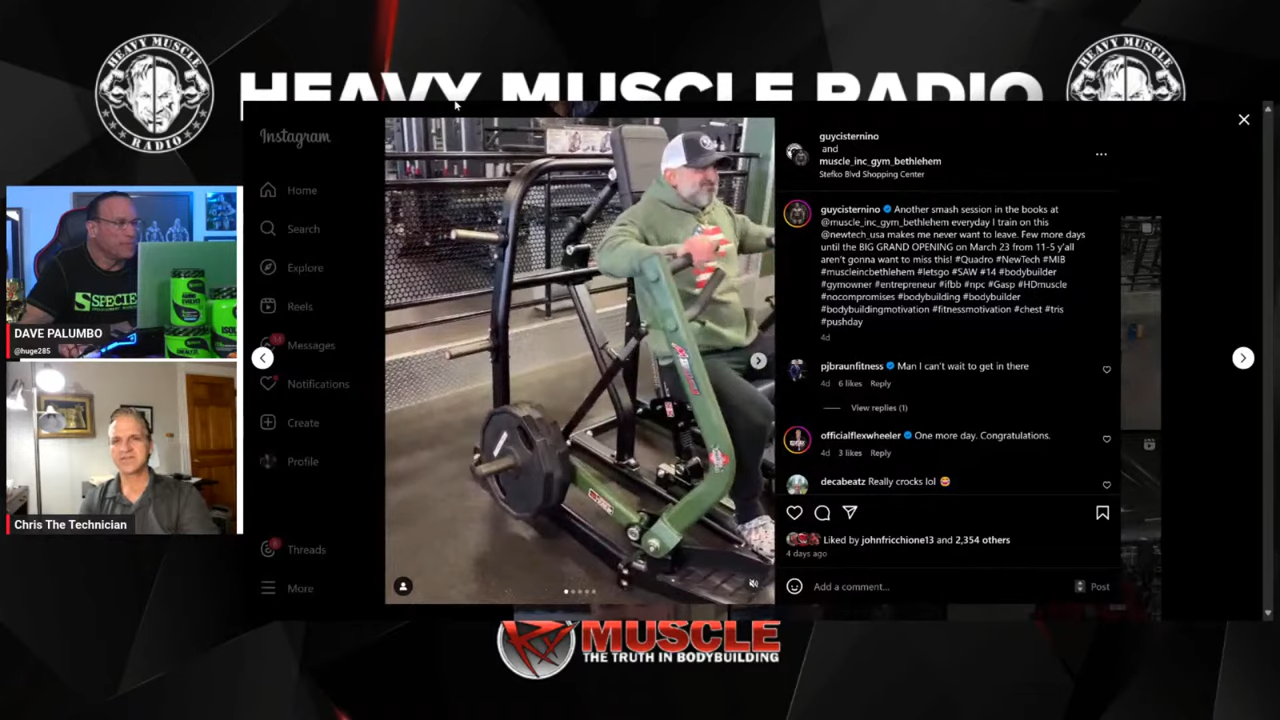 HEAVY MUSCLE RADIO
HEAVY MUSCLE
RADIO
HEAVY MUSCLE
Instagram
Home
Search
Explore
Reels
Messages
Notifications
Create
Profile
Threads
More
SPECIE
DAVE PALUMBO
@huge285
Chris The Technician
guycisternino
and
muscle_inc_gym_bethlehem
Stefko Blvd Shopping Center
guycisternino Another smash session in the books at
@muscle_inc_gym_bethlehem everyday I train on this
@newtech_usa makes me never want to leave. Few more days
until the BIG GRAND OPENING on March 23 from 11-5 y'all
aren't gonna want to miss this! #Quadro #NewTech #MIB
#muscleincbethlehem #letsgo #SAW #14 #bodybuilder
#gymowner #entrepreneur #ifbb #npc #Gasp #HDmuscle
#nocompromises #bodybuilding #bodybuilder
#bodybuildingmotivation #fitnessmotivation #chest #tris
#pushday
4d
pjbraunfitness Man I can't wait to get in there
4d 6 likes Reply
View replies (1)
officialflexwheeler One more day. Congratulations.
4d 3 likes Reply
decabeatz Really crocks lol 😅
Liked by johnfricchione13 and 2,354 others
4 days ago
Add a comment...
Post
MUSCLE
THE TRUTH IN BODYBUILDING